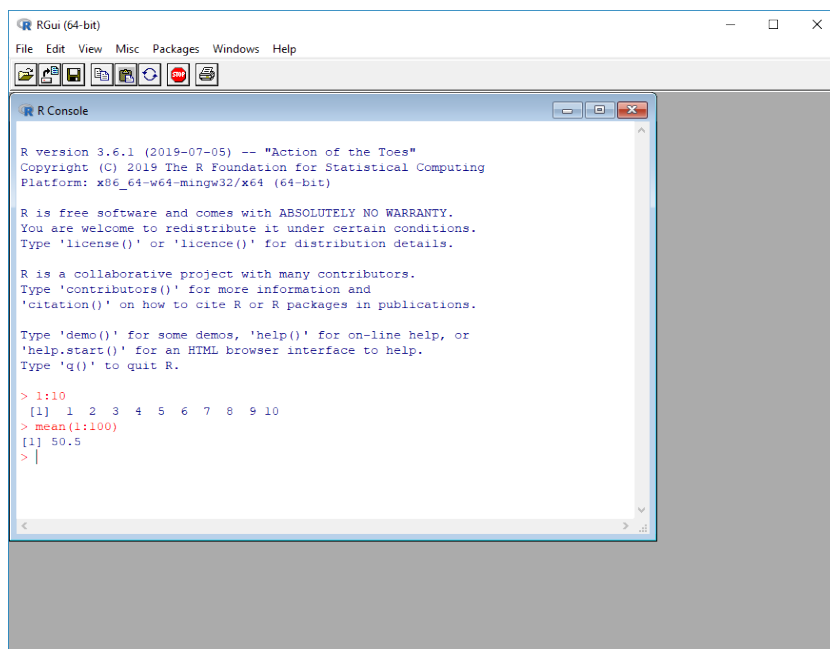 RGui (64-bit)
File Edit View Misc Packages Windows Help
STOP
R Console
R version 3.6.1 (2019-07-05) -- "Action of the Toes"
Copyright (C) 2019 The R Foundation for Statistical Computing
Platform: x86_64-w64-mingw32/x64 (64-bit)
R is free software and comes with ABSOLUTELY NO WARRANTY.
You are welcome to redistribute it under certain conditions.
Type 'license()' or 'licence()' for distribution details.
R is a collaborative project with many contributors.
Type 'contributors()' for more information and
'citation()' on how to cite R or R packages in publications.
Type 'demo()' for some demos, 'help()' for on-line help, or
'help.start()' for an HTML browser interface to help.
Type 'q()' to quit R.
> 1:10
 [1]  1  2  3  4  5  6  7  8  9 10
> mean(1:100)
[1] 50.5
>